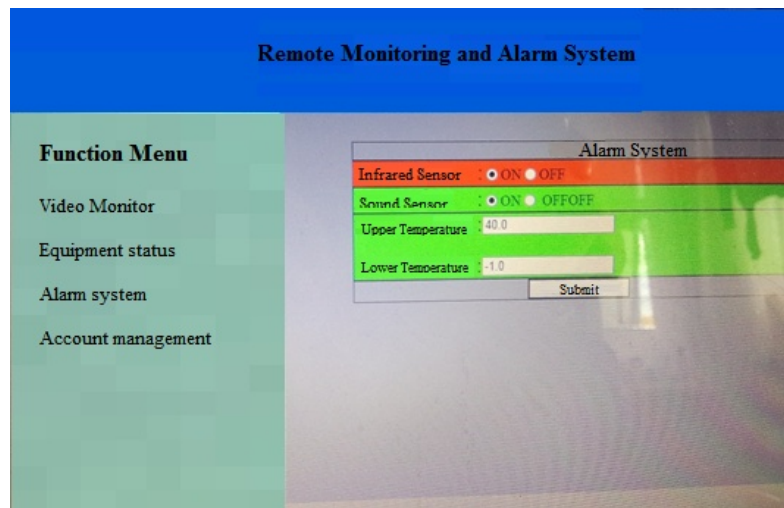 Remote Monitoring and Alarm System
Function Menu
Video Monitor
Equipment status
Alarm system
Account management
Alarm System
Infrared Sensor : ON OFF
Sound Sensor : ON OFFOFF
Upper Temperature : 40.0
Lower Temperature : -1.0
Submit